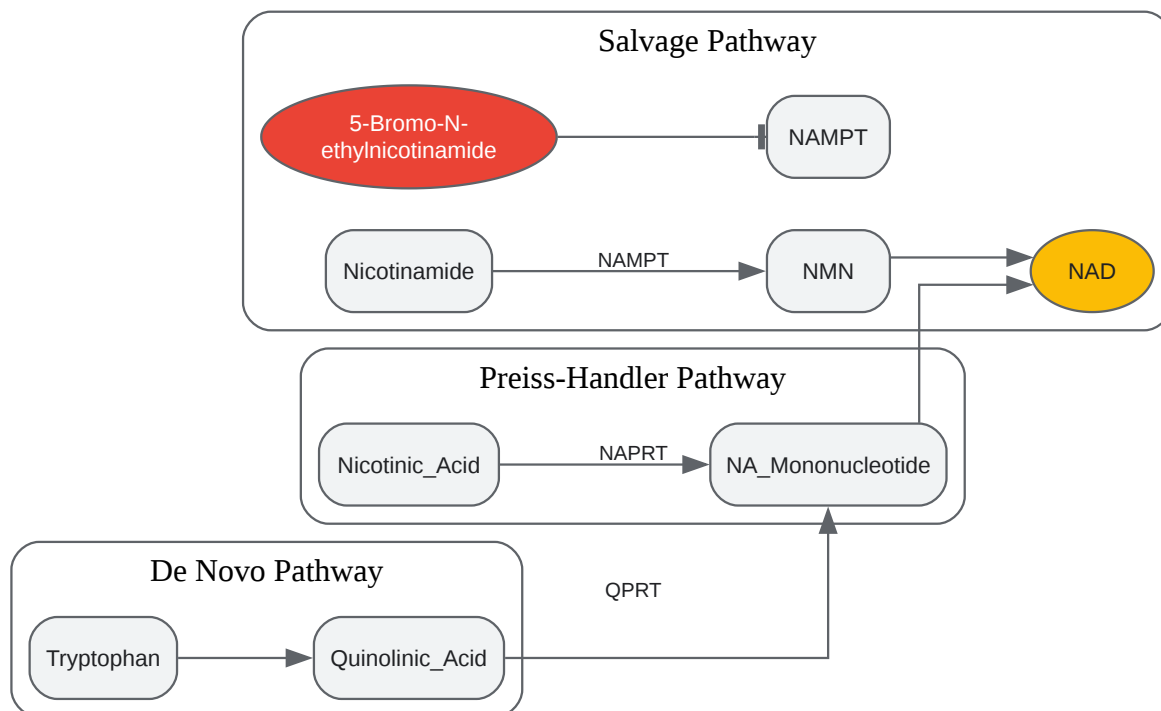 Salvage Pathway
5-Bromo-N-
ethylnicotinamide
NAMPT
Nicotinamide
NAMPT
NMN
NAD
Preiss-Handler Pathway
Nicotinic_Acid
NAPRT
NA_Mononucleotide
De Novo Pathway
QPRT
Tryptophan
Quinolinic_Acid